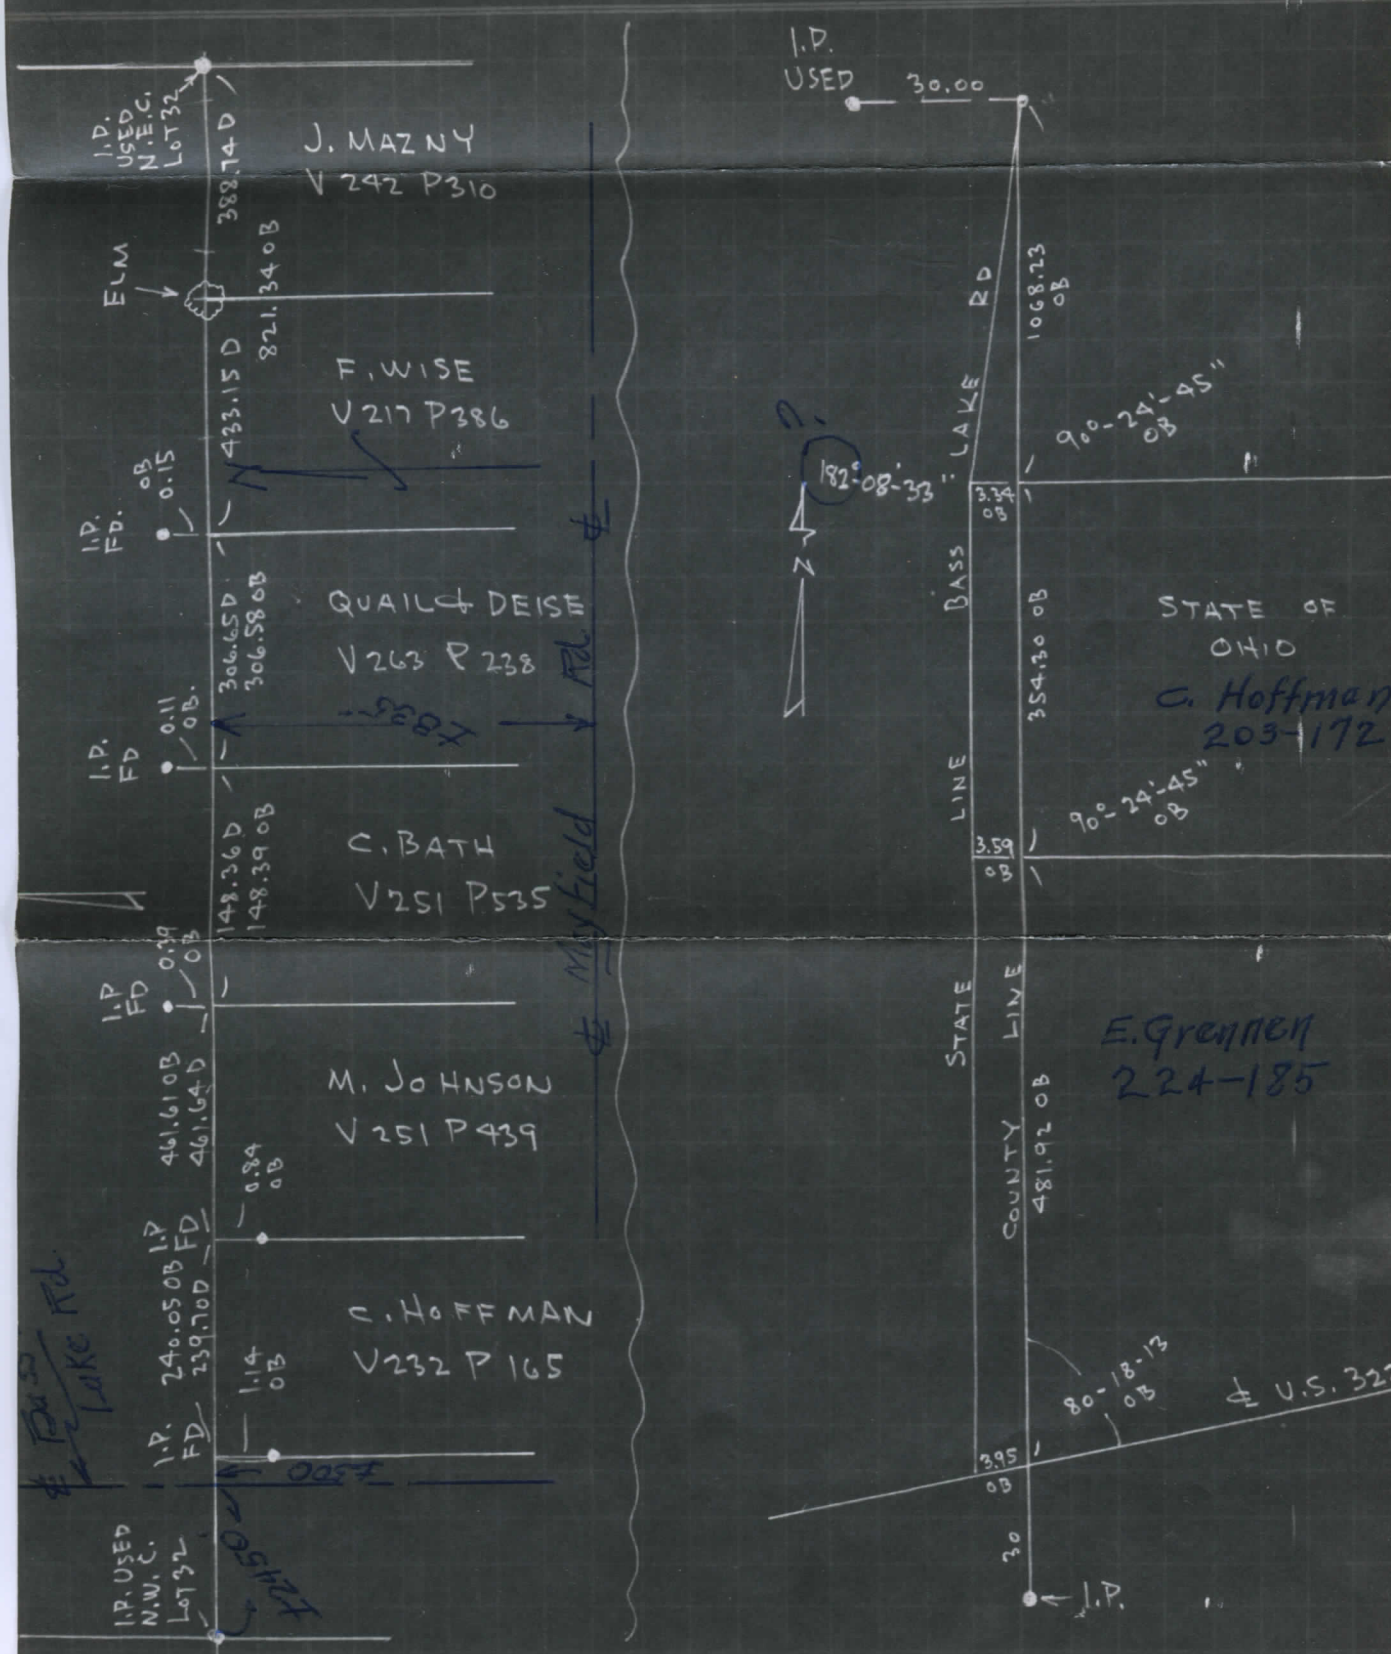 I.P.
USED
N.E.C.
LOT 32
388.74 D
J. MAZNY
V 242 P310
ELM
821.34 OB
433.15 D
F. WISE
V 217 P386
OB
0.15
I.P.
FD.
306.65 D
306.58 OB
QUAIL & DEISE
V 263 P 238
0.11
OB.
I.P.
FD
±835
148.36 D
148.39 OB
C. BATH
V 251 P535
0.39
OB
I.P
FD
℄ Mayfield Rd ℄
461.61 OB
461.64 D
M. JOHNSON
V 251 P 439
0.84
OB
I.P
FD
240.05 OB
239.70 D
C. HOFFMAN
V 232 P 165
1.14
OB
I.P.
FD
℄ Bass
Lake Rd
±500
±2450
I.P. USED
N.W.C.
LOT 32
I.P.
USED
30.00
1068.23
OB
90°-24'-45"
OB
n.
182°-08'-33"
N
3.34
OB
STATE LINE BASS LAKE RD
354.30 OB
STATE OF
OHIO
C. Hoffman
203-172
90°-24'-45"
OB
3.59
OB
COUNTY LINE
481.92 OB
E. Grennen
224-185
80-18-13
OB
℄ U.S. 322
3.95
OB
30
I.P.